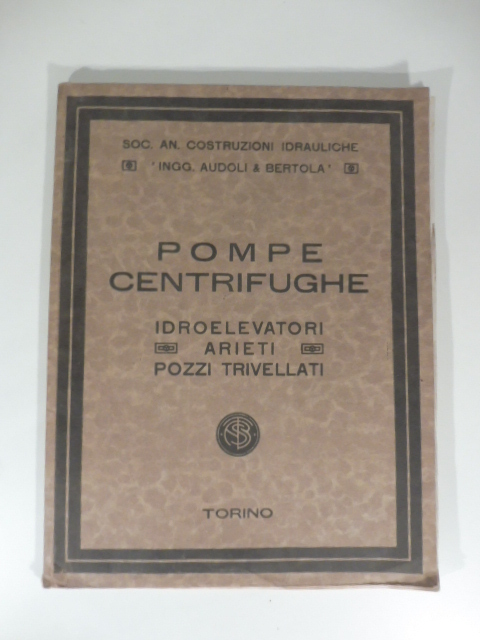 SOC. AN. COSTRUZIONI IDRAULICHE
'INGG. AUDOLI & BERTOLA'
POMPE
CENTRIFUGHE
IDROELEVATORI
ARIETI
POZZI TRIVELLATI
TORINO